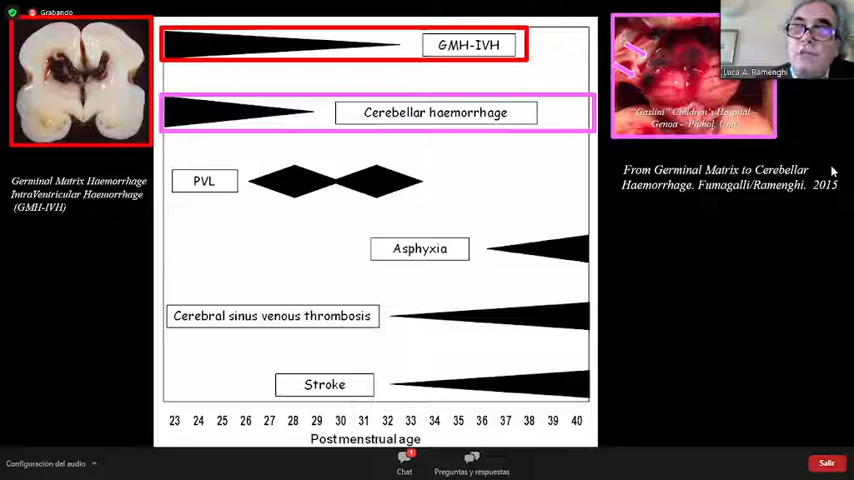 Grabando
GMH-IVH
Luca A. Ramenghi
Cerebellar haemorrhage
"Gaslini" Children's Hospital
Genoa - Pathol. Unit.
Germinal Matrix Haemorrhage
IntraVentricular Haemorrhage
(GMH-IVH)
PVL
From Germinal Matrix to Cerebellar
Haemorrhage. Fumagalli/Ramenghi. 2015
Asphyxia
Cerebral sinus venous thrombosis
Stroke
23 24 25 26 27 28 29 30 31 32 33 34 35 36 37 38 39 40
Postmenstrual age
Configuración del audio
1
Chat
Preguntas y respuestas
Salir